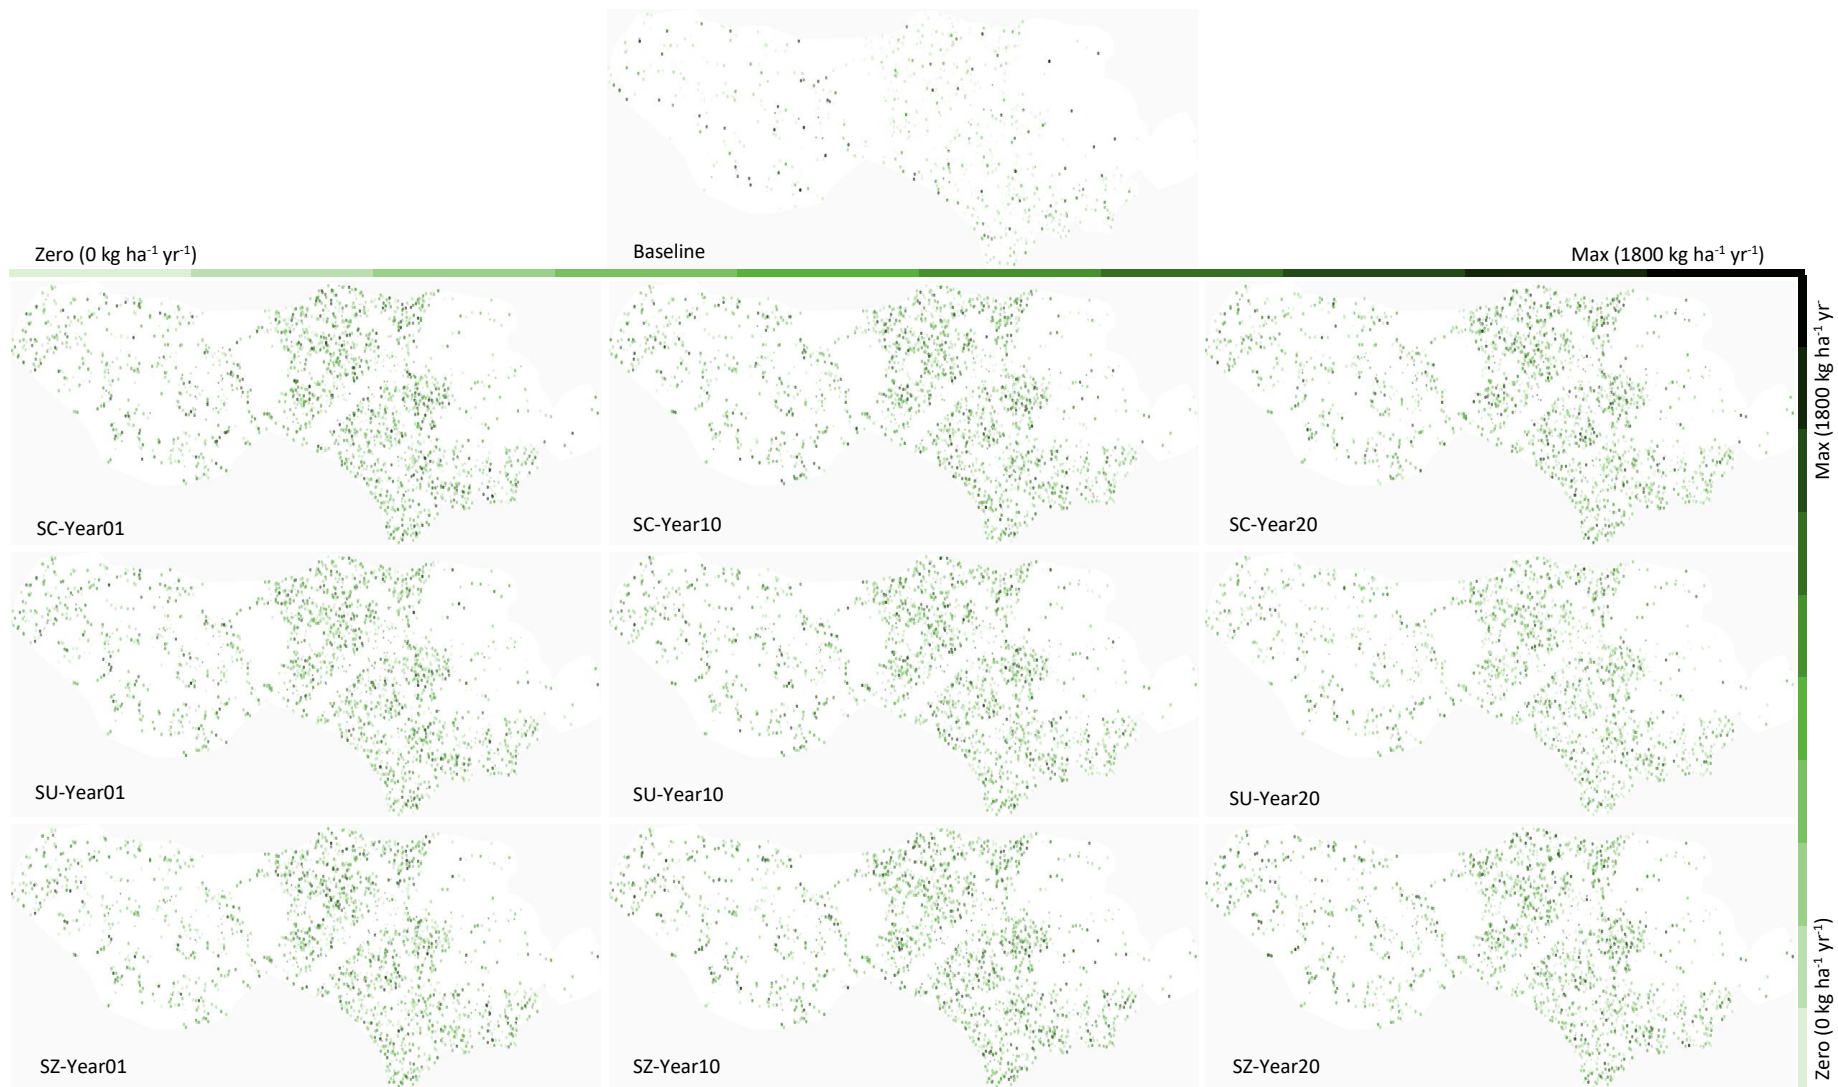 Zero (0 kg ha⁻¹ yr⁻¹)
Baseline
Max (1800 kg ha⁻¹ yr⁻¹)
Max (1800 kg ha⁻¹ yr⁻
SC-Year01
SC-Year10
SC-Year20
SU-Year01
SU-Year10
SU-Year20
SZ-Year01
SZ-Year10
SZ-Year20
Zero (0 kg ha⁻¹ yr⁻¹)